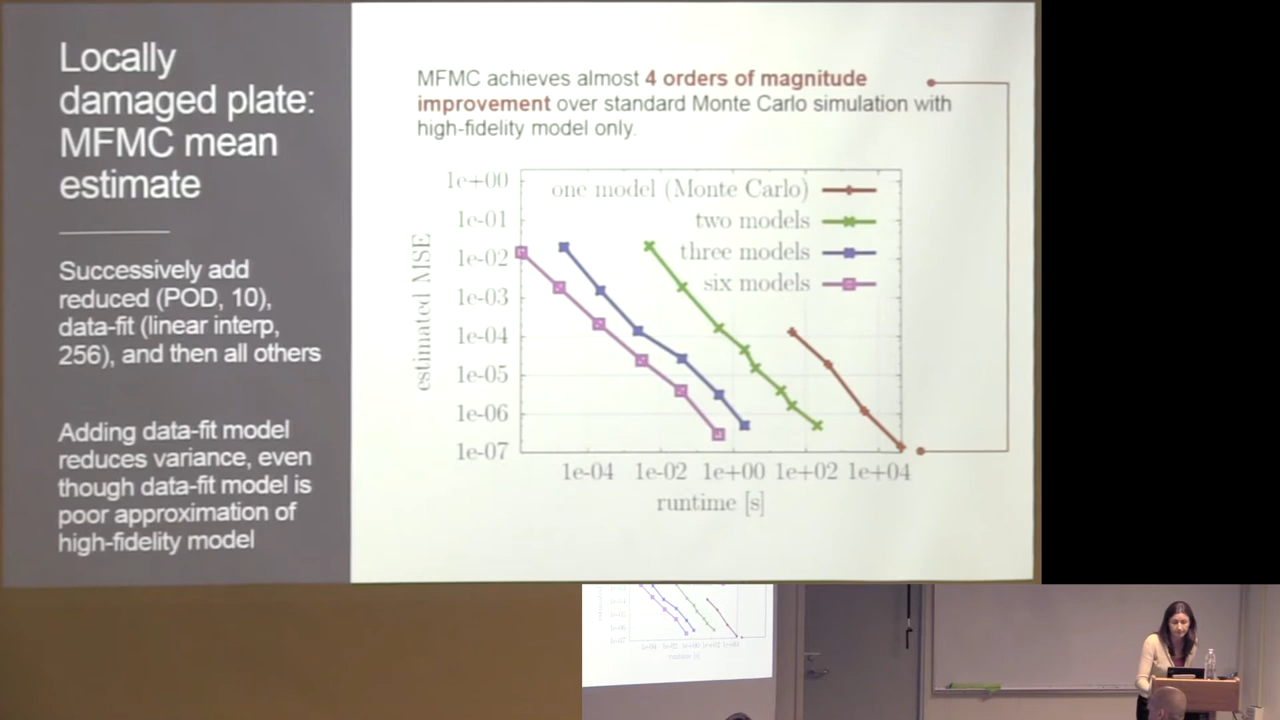 Locally
damaged plate:
MFMC mean
estimate
Successively add
reduced (POD, 10),
data-fit (linear interp,
256), and then all others
Adding data-fit model
reduces variance, even
though data-fit model is
poor approximation of
high-fidelity model
MFMC achieves almost 4 orders of magnitude
improvement over standard Monte Carlo simulation with
high-fidelity model only.
one model (Monte Carlo)
two models
three models
six models
estimated MSE
1e+00
1e-01
1e-02
1e-03
1e-04
1e-05
1e-06
1e-07
1e-04 1e-02 1e+00 1e+02 1e+04
runtime [s]